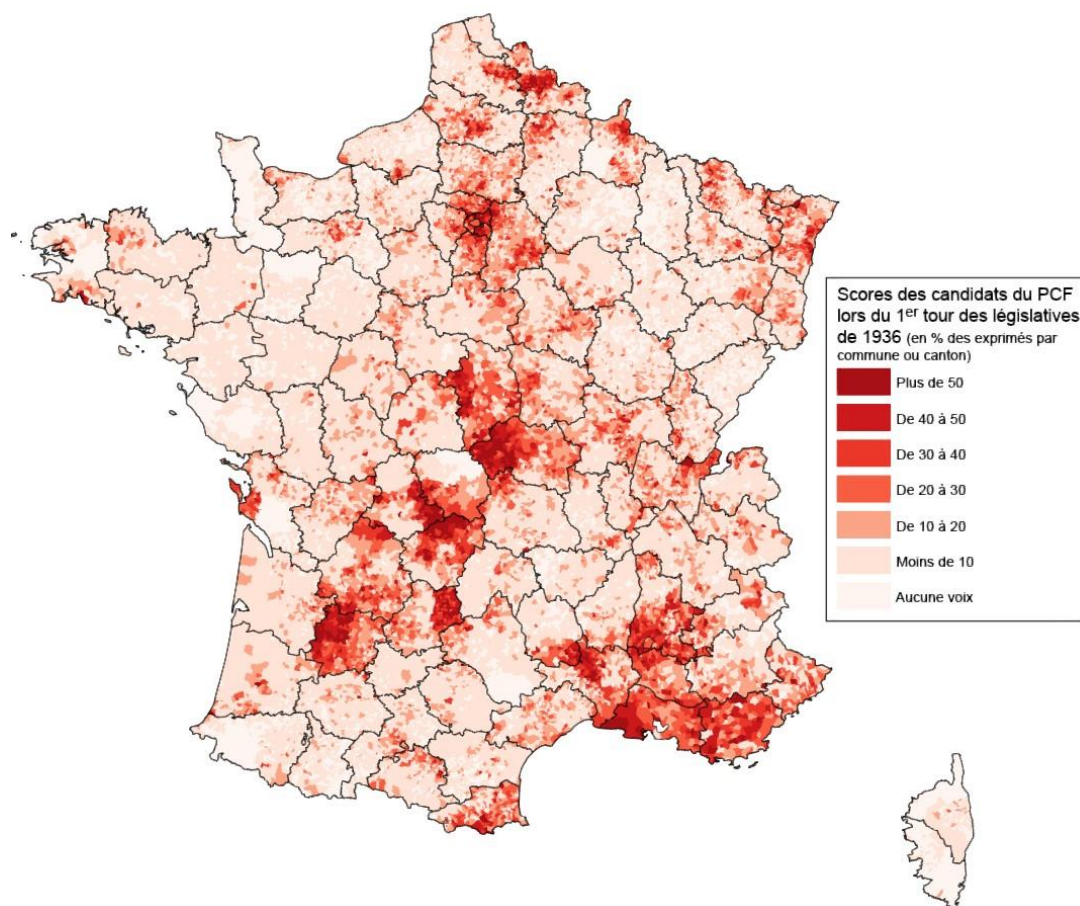 Scores des candidats du PCF
lors du 1er tour des législatives
de 1936 (en % des exprimés par
commune ou canton)
Plus de 50
De 40 à 50
De 30 à 40
De 20 à 30
De 10 à 20
Moins de 10
Aucune voix